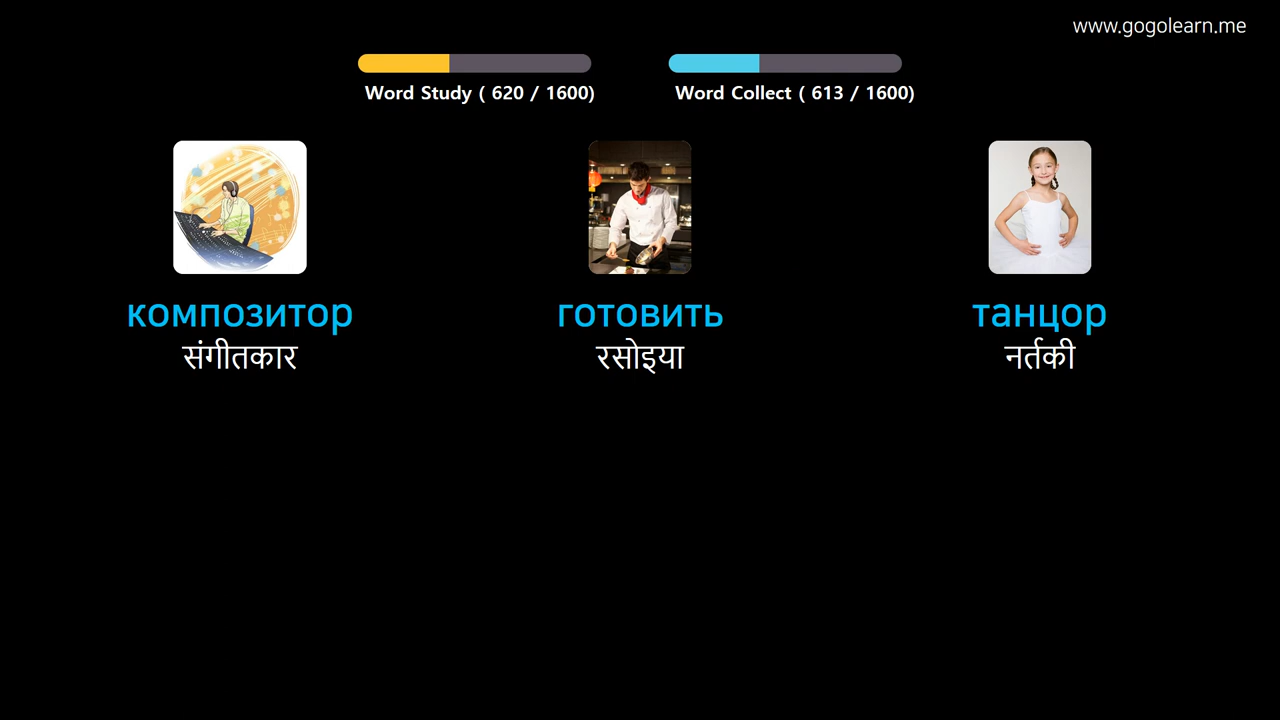 www.gogolearn.me
Word Study ( 620 / 1600)
Word Collect ( 613 / 1600)
композитор
готовить
танцор
संगीतकार
रसोइया
नर्तकी